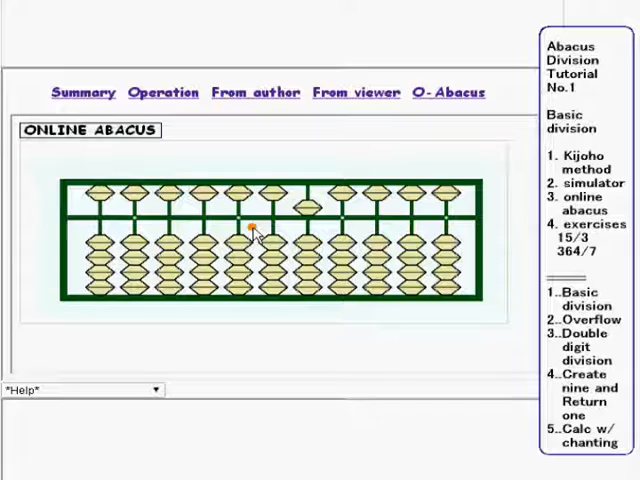 Summary Operation From author From viewer O-Abacus
ONLINE ABACUS
*Help*
Abacus
Division
Tutorial
No.1
Basic
division
1. Kijoho
method
2. simulator
3. online
abacus
4. exercises
15/3
364/7
1..Basic
division
2..Overflow
3..Double
digit
division
4..Create
nine and
Return
one
5..Calc w/
chanting